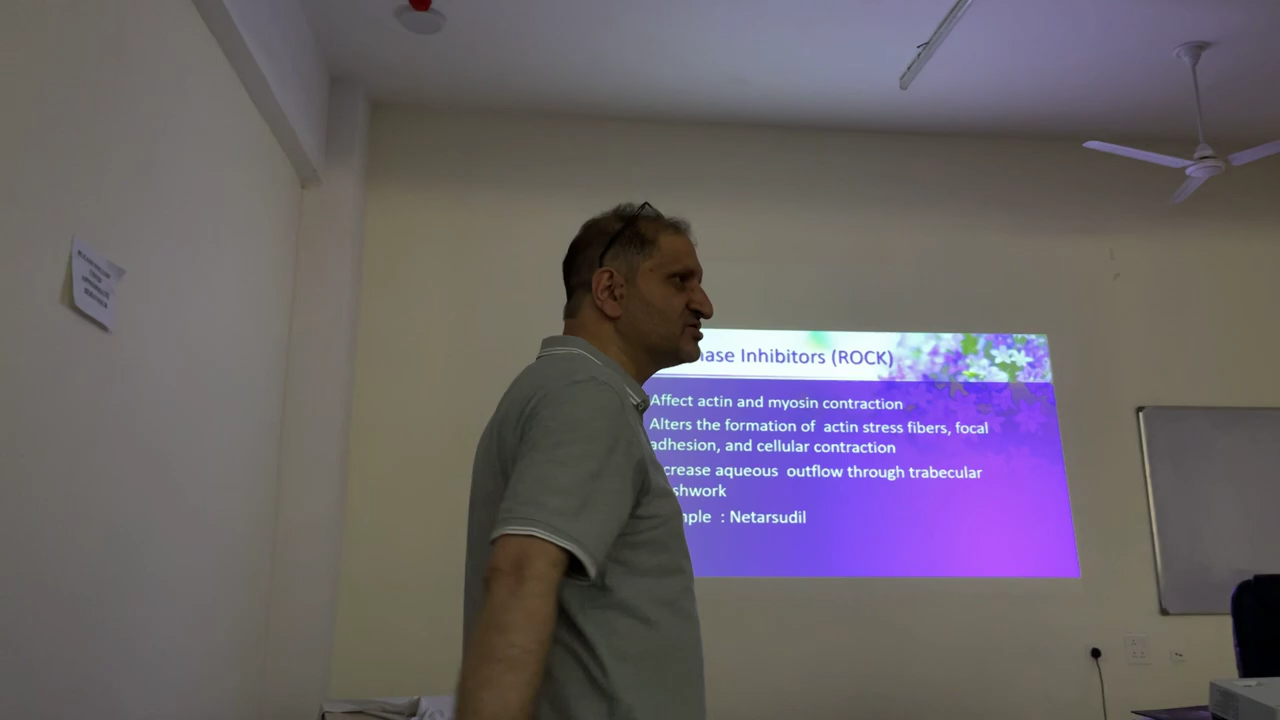 nase Inhibitors (ROCK)
Affect actin and myosin contraction
Alters the formation of actin stress fibers, focal
adhesion, and cellular contraction
crease aqueous outflow through trabecular
shwork
nple : Netarsudil